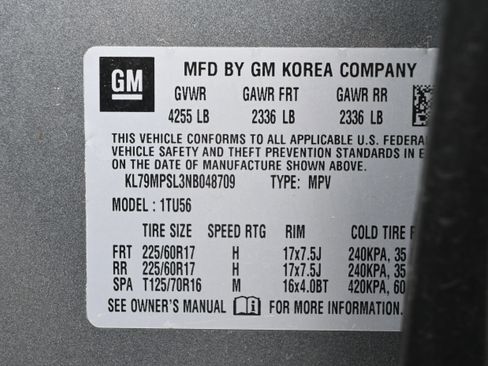 GM
MFD BY GM KOREA COMPANY
GVWR GAWR FRT GAWR RR
4255 LB 2336 LB 2336 LB
THIS VEHICLE CONFORMS TO ALL APPLICABLE U.S. FEDERA
VEHICLE SAFETY AND THEFT PREVENTION STANDARDS IN E
ON THE DATE OF MANUFACTURE SHOWN ABOVE.
KL79MPSL3NB048709 TYPE: MPV
MODEL: 1TU56
TIRE SIZE SPEED RTG RIM COLD TIRE P
FRT 225/60R17 H 17x7.5J 240KPA, 35
RR 225/60R17 H 17x7.5J 240KPA, 35
SPA T125/70R16 M 16x4.0BT 420KPA, 60
SEE OWNER'S MANUAL FOR MORE INFORMATION.